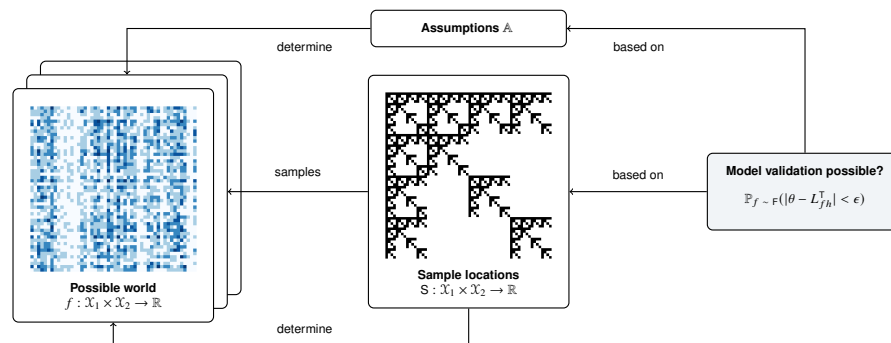 Assumptions 𝔸
determine
based on
samples
based on
Model validation possible?
ℙ_{f ∼ F}(|θ − L^T_{fh}| < ϵ)
Possible world
f : 𝒳₁ × 𝒳₂ → ℝ
Sample locations
S : 𝒳₁ × 𝒳₂ → ℝ
determine